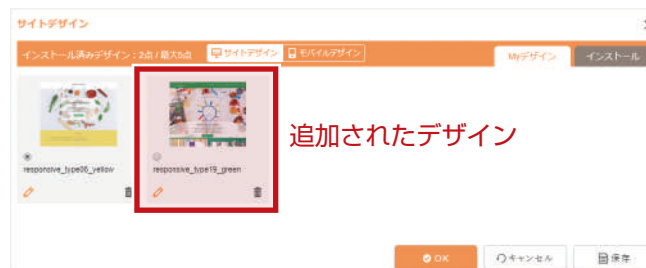 サイトデザイン
インストール済みデザイン：2点 / 最大5点 サイトデザイン モバイルデザイン Myデザイン インストール
追加されたデザイン
responsive_type06_yellow responsive_type19_green
OK キャンセル 保存